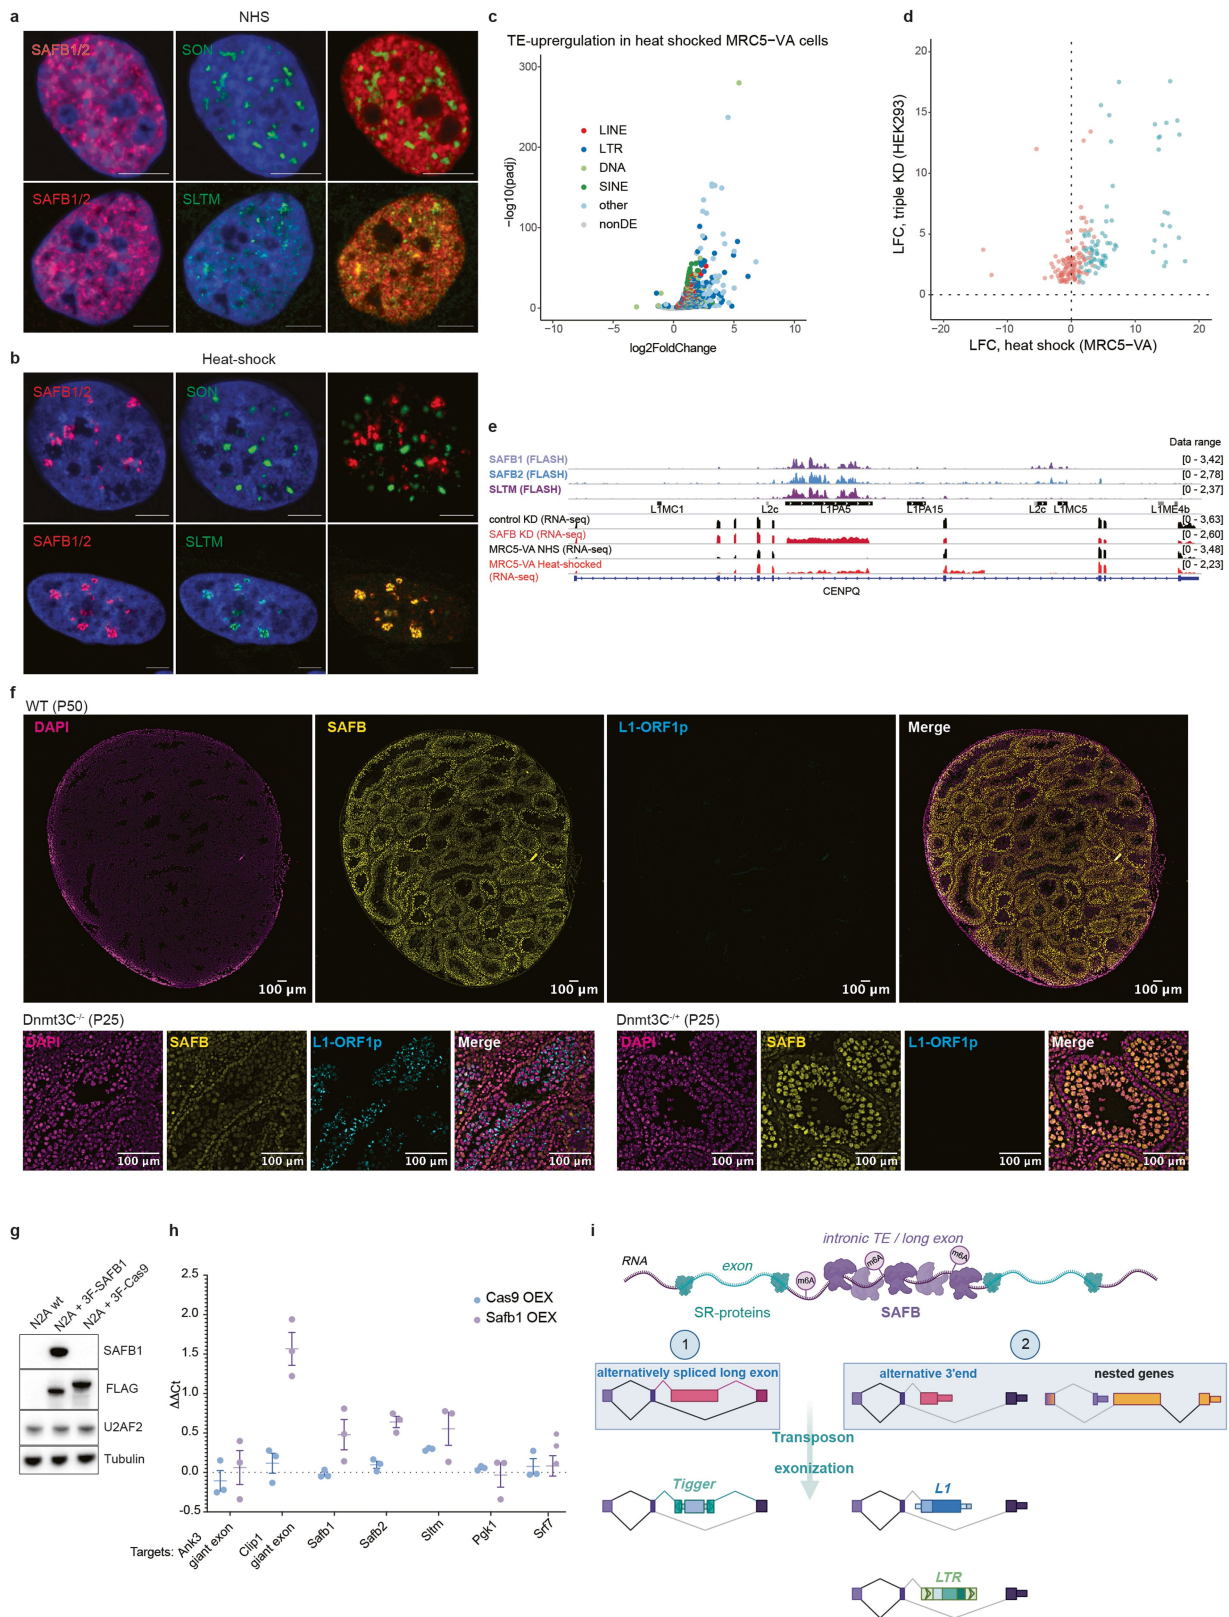 a
NHS
SAFB1/2
SON
SAFB1/2
SLTM
b
Heat-shock
SAFB1/2
SON
SAFB1/2
SLTM
c
TE-uprergulation in heat shocked MRC5−VA cells
−log10(padj)
300
200
100
0
LINE
LTR
DNA
SINE
other
nonDE
−10
−5
0
5
10
log2FoldChange
d
LFC, triple KD (HEK293)
20
15
10
5
0
−20
−10
0
10
20
LFC, heat shock (MRC5−VA)
e
Data range
SAFB1 (FLASH)
[0 - 3,42]
SAFB2 (FLASH)
[0 - 2,78]
SLTM (FLASH)
[0 - 2,37]
L1MC1
L2c
L1PA5
L1PA15
L2c
L1MC5
L1ME4b
control KD (RNA-seq)
[0 - 3,63]
SAFB KD (RNA-seq)
[0 - 2,60]
MRC5-VA NHS (RNA-seq)
[0 - 3,48]
MRC5-VA Heat-shocked
(RNA-seq)
[0 - 2,23]
CENPQ
f
WT (P50)
DAPI
SAFB
L1-ORF1p
Merge
100 µm
100 µm
100 µm
100 µm
Dnmt3C-/- (P25)
DAPI
SAFB
L1-ORF1p
Merge
100 µm
100 µm
100 µm
100 µm
Dnmt3C-/+ (P25)
DAPI
SAFB
L1-ORF1p
Merge
100 µm
100 µm
100 µm
100 µm
g
N2A wt
N2A + 3F-SAFB1
N2A + 3F-Cas9
SAFB1
FLAG
U2AF2
Tubulin
h
ΔΔCt
2.5
2.0
1.5
1.0
0.5
0.0
-0.5
Cas9 OEX
Safb1 OEX
Targets:
Ank3
giant exon
Clip1
giant exon
Safb1
Safb2
Sltm
Pgk1
Srf7
i
intronic TE / long exon
RNA
exon
m6A
m6A
m6A
SR-proteins
SAFB
1
2
alternatively spliced long exon
alternative 3'end
nested genes
Transposon
exonization
Tigger
L1
LTR